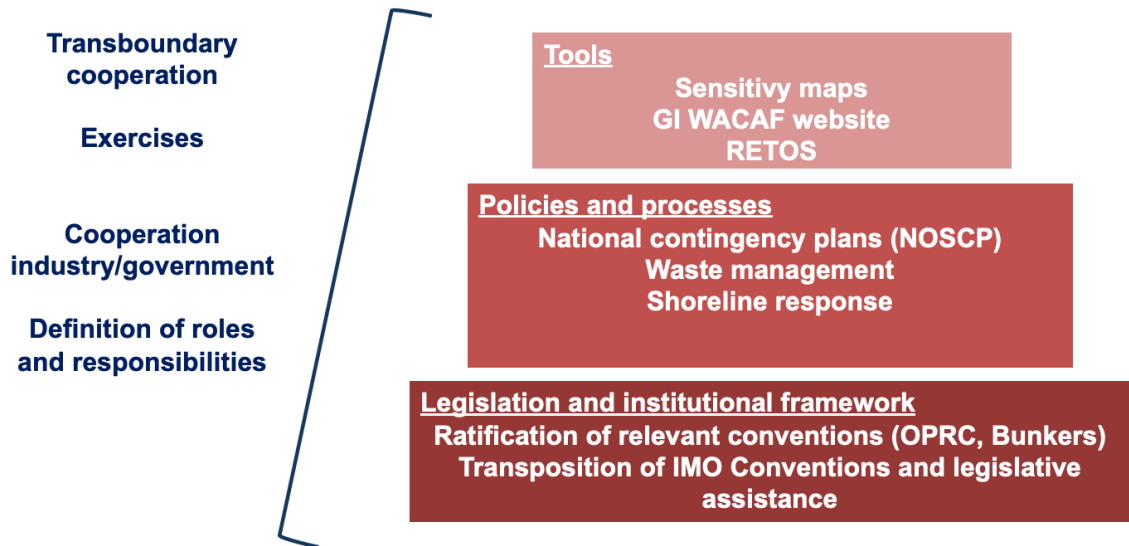 Transboundary
cooperation
Exercises
Cooperation
industry/government
Definition of roles
and responsibilities
Tools
Sensitivy maps
GI WACAF website
RETOS
Policies and processes
National contingency plans (NOSCP)
Waste management
Shoreline response
Legislation and institutional framework
Ratification of relevant conventions (OPRC, Bunkers)
Transposition of IMO Conventions and legislative
assistance